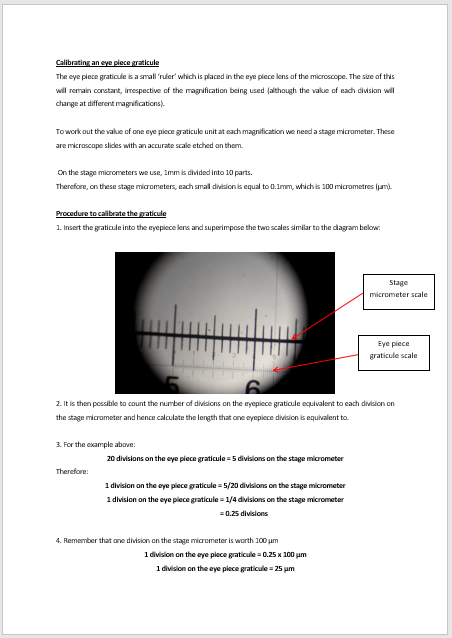 Calibrating an eye piece graticule
The eye piece graticule is a small 'ruler' which is placed in the eye piece lens of the microscope. The size of this
will remain constant, irrespective of the magnification being used (although the value of each division will
change at different magnifications).
To work out the value of one eye piece graticule unit at each magnification we need a stage micrometer. These
are microscope slides with an accurate scale etched on them.
On the stage micrometers we use, 1mm is divided into 10 parts.
Therefore, on these stage micrometers, each small division is equal to 0.1mm, which is 100 micrometres (µm).
Procedure to calibrate the graticule
1. Insert the graticule into the eyepiece lens and superimpose the two scales similar to the diagram below:
Stage
micrometer scale
Eye piece
graticule scale
5 6
2. It is then possible to count the number of divisions on the eyepiece graticule equivalent to each division on
the stage micrometer and hence calculate the length that one eyepiece division is equivalent to.
3. For the example above:
20 divisions on the eye piece graticule = 5 divisions on the stage micrometer
Therefore:
1 division on the eye piece graticule = 5/20 divisions on the stage micrometer
1 division on the eye piece graticule = 1/4 divisions on the stage micrometer
= 0.25 divisions
4. Remember that one division on the stage micrometer is worth 100 µm
1 division on the eye piece graticule = 0.25 x 100 µm
1 division on the eye piece graticule = 25 µm